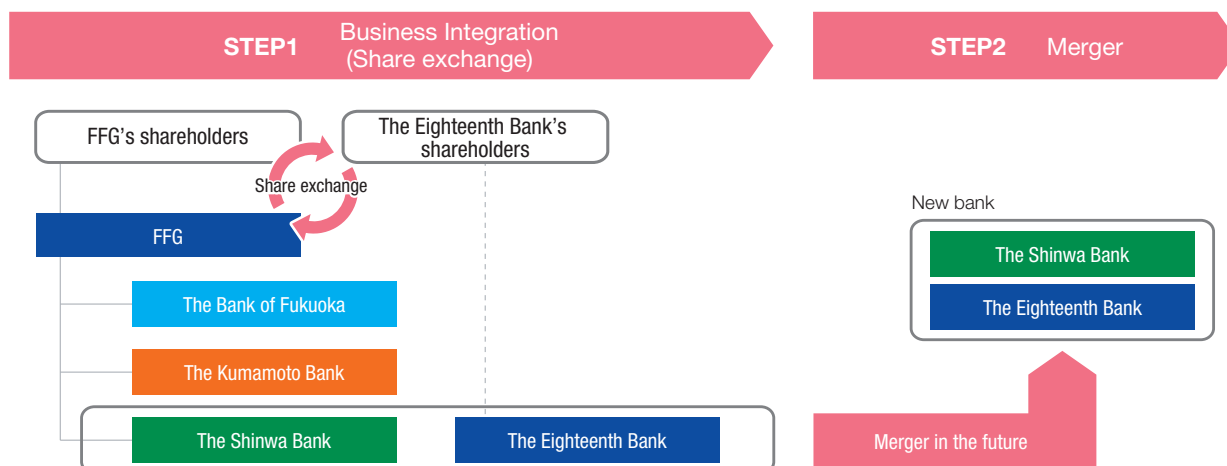 STEP1
Business Integration
(Share exchange)
STEP2
Merger
FFG's shareholders
The Eighteenth Bank's
shareholders
Share exchange
FFG
New bank
The Shinwa Bank
The Eighteenth Bank
The Bank of Fukuoka
The Kumamoto Bank
The Shinwa Bank
The Eighteenth Bank
Merger in the future